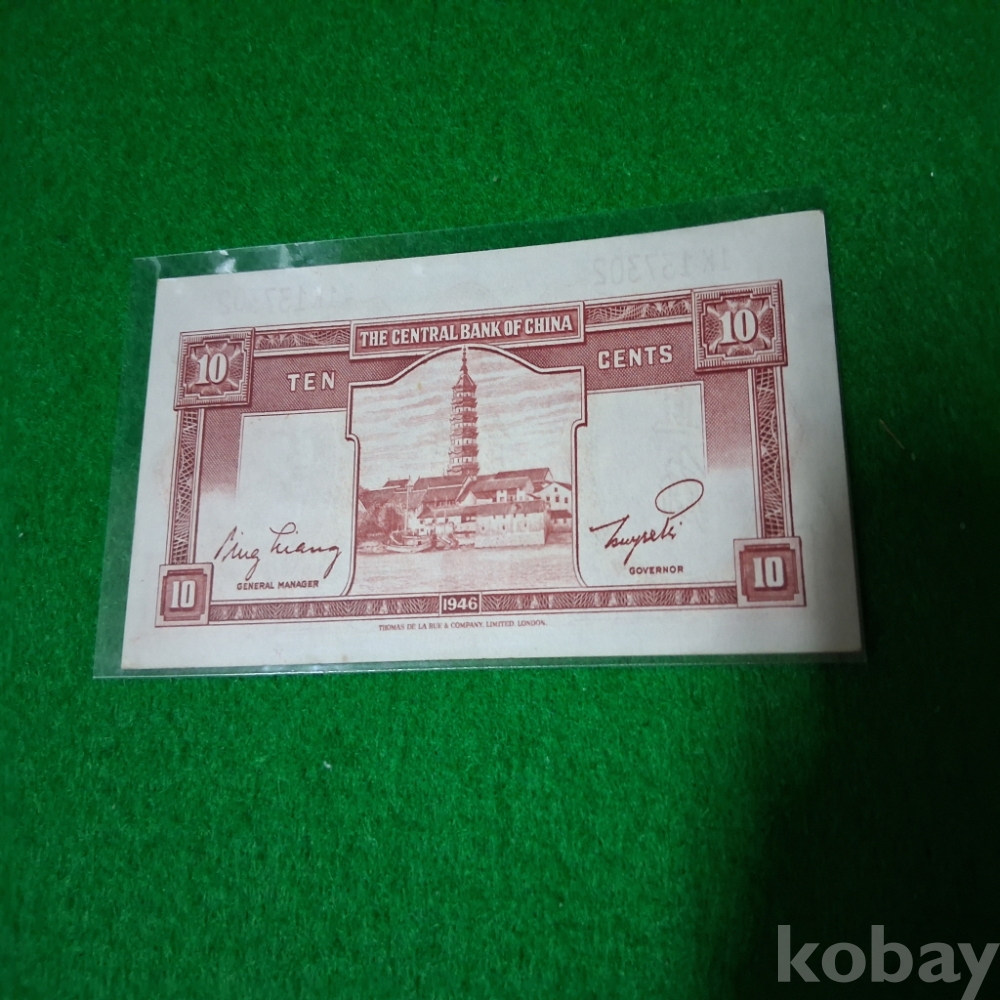 THE CENTRAL BANK OF CHINA
10
10
TEN
CENTS
GENERAL MANAGER
GOVERNOR
10
10
1946
THOMAS DE LA RUE & COMPANY, LIMITED. LONDON.
kobay